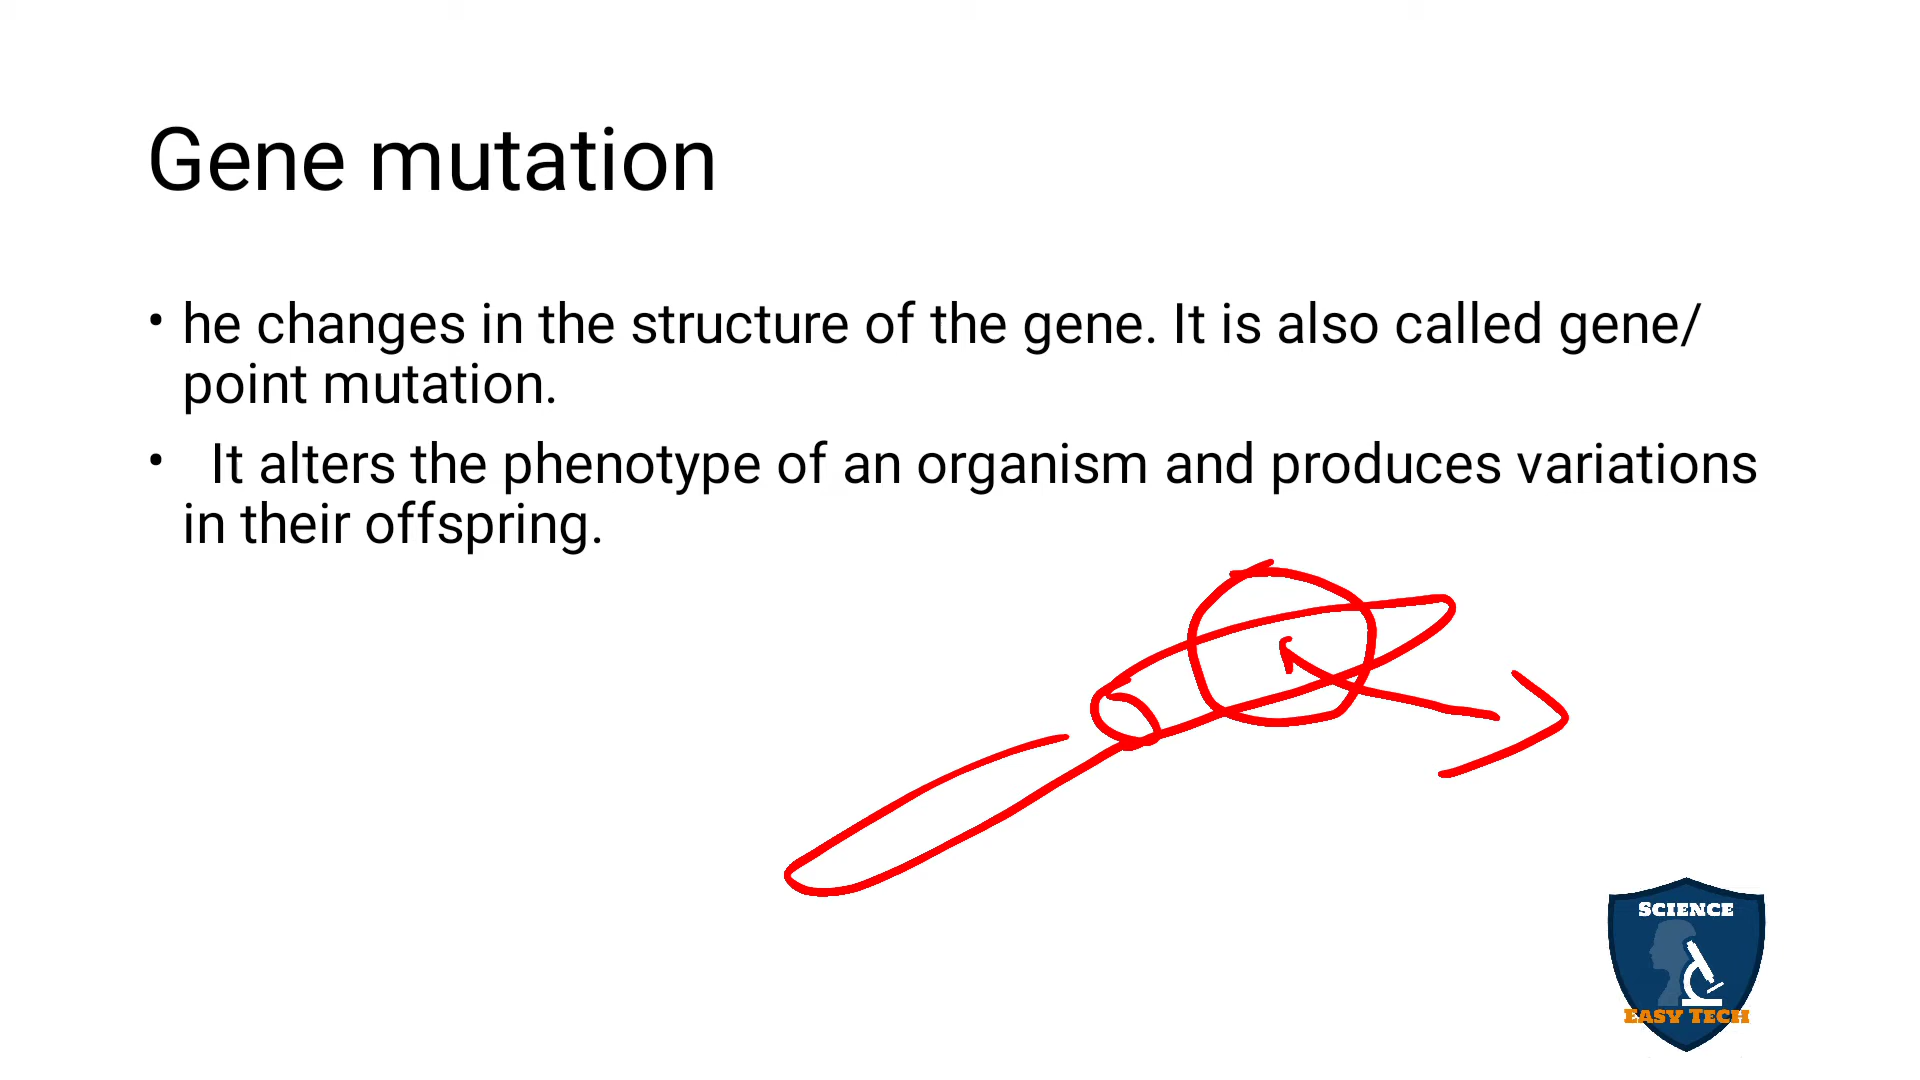 Gene mutation
• he changes in the structure of the gene. It is also called gene/
point mutation.
• It alters the phenotype of an organism and produces variations
in their offspring.
SCIENCE
EASY TECH